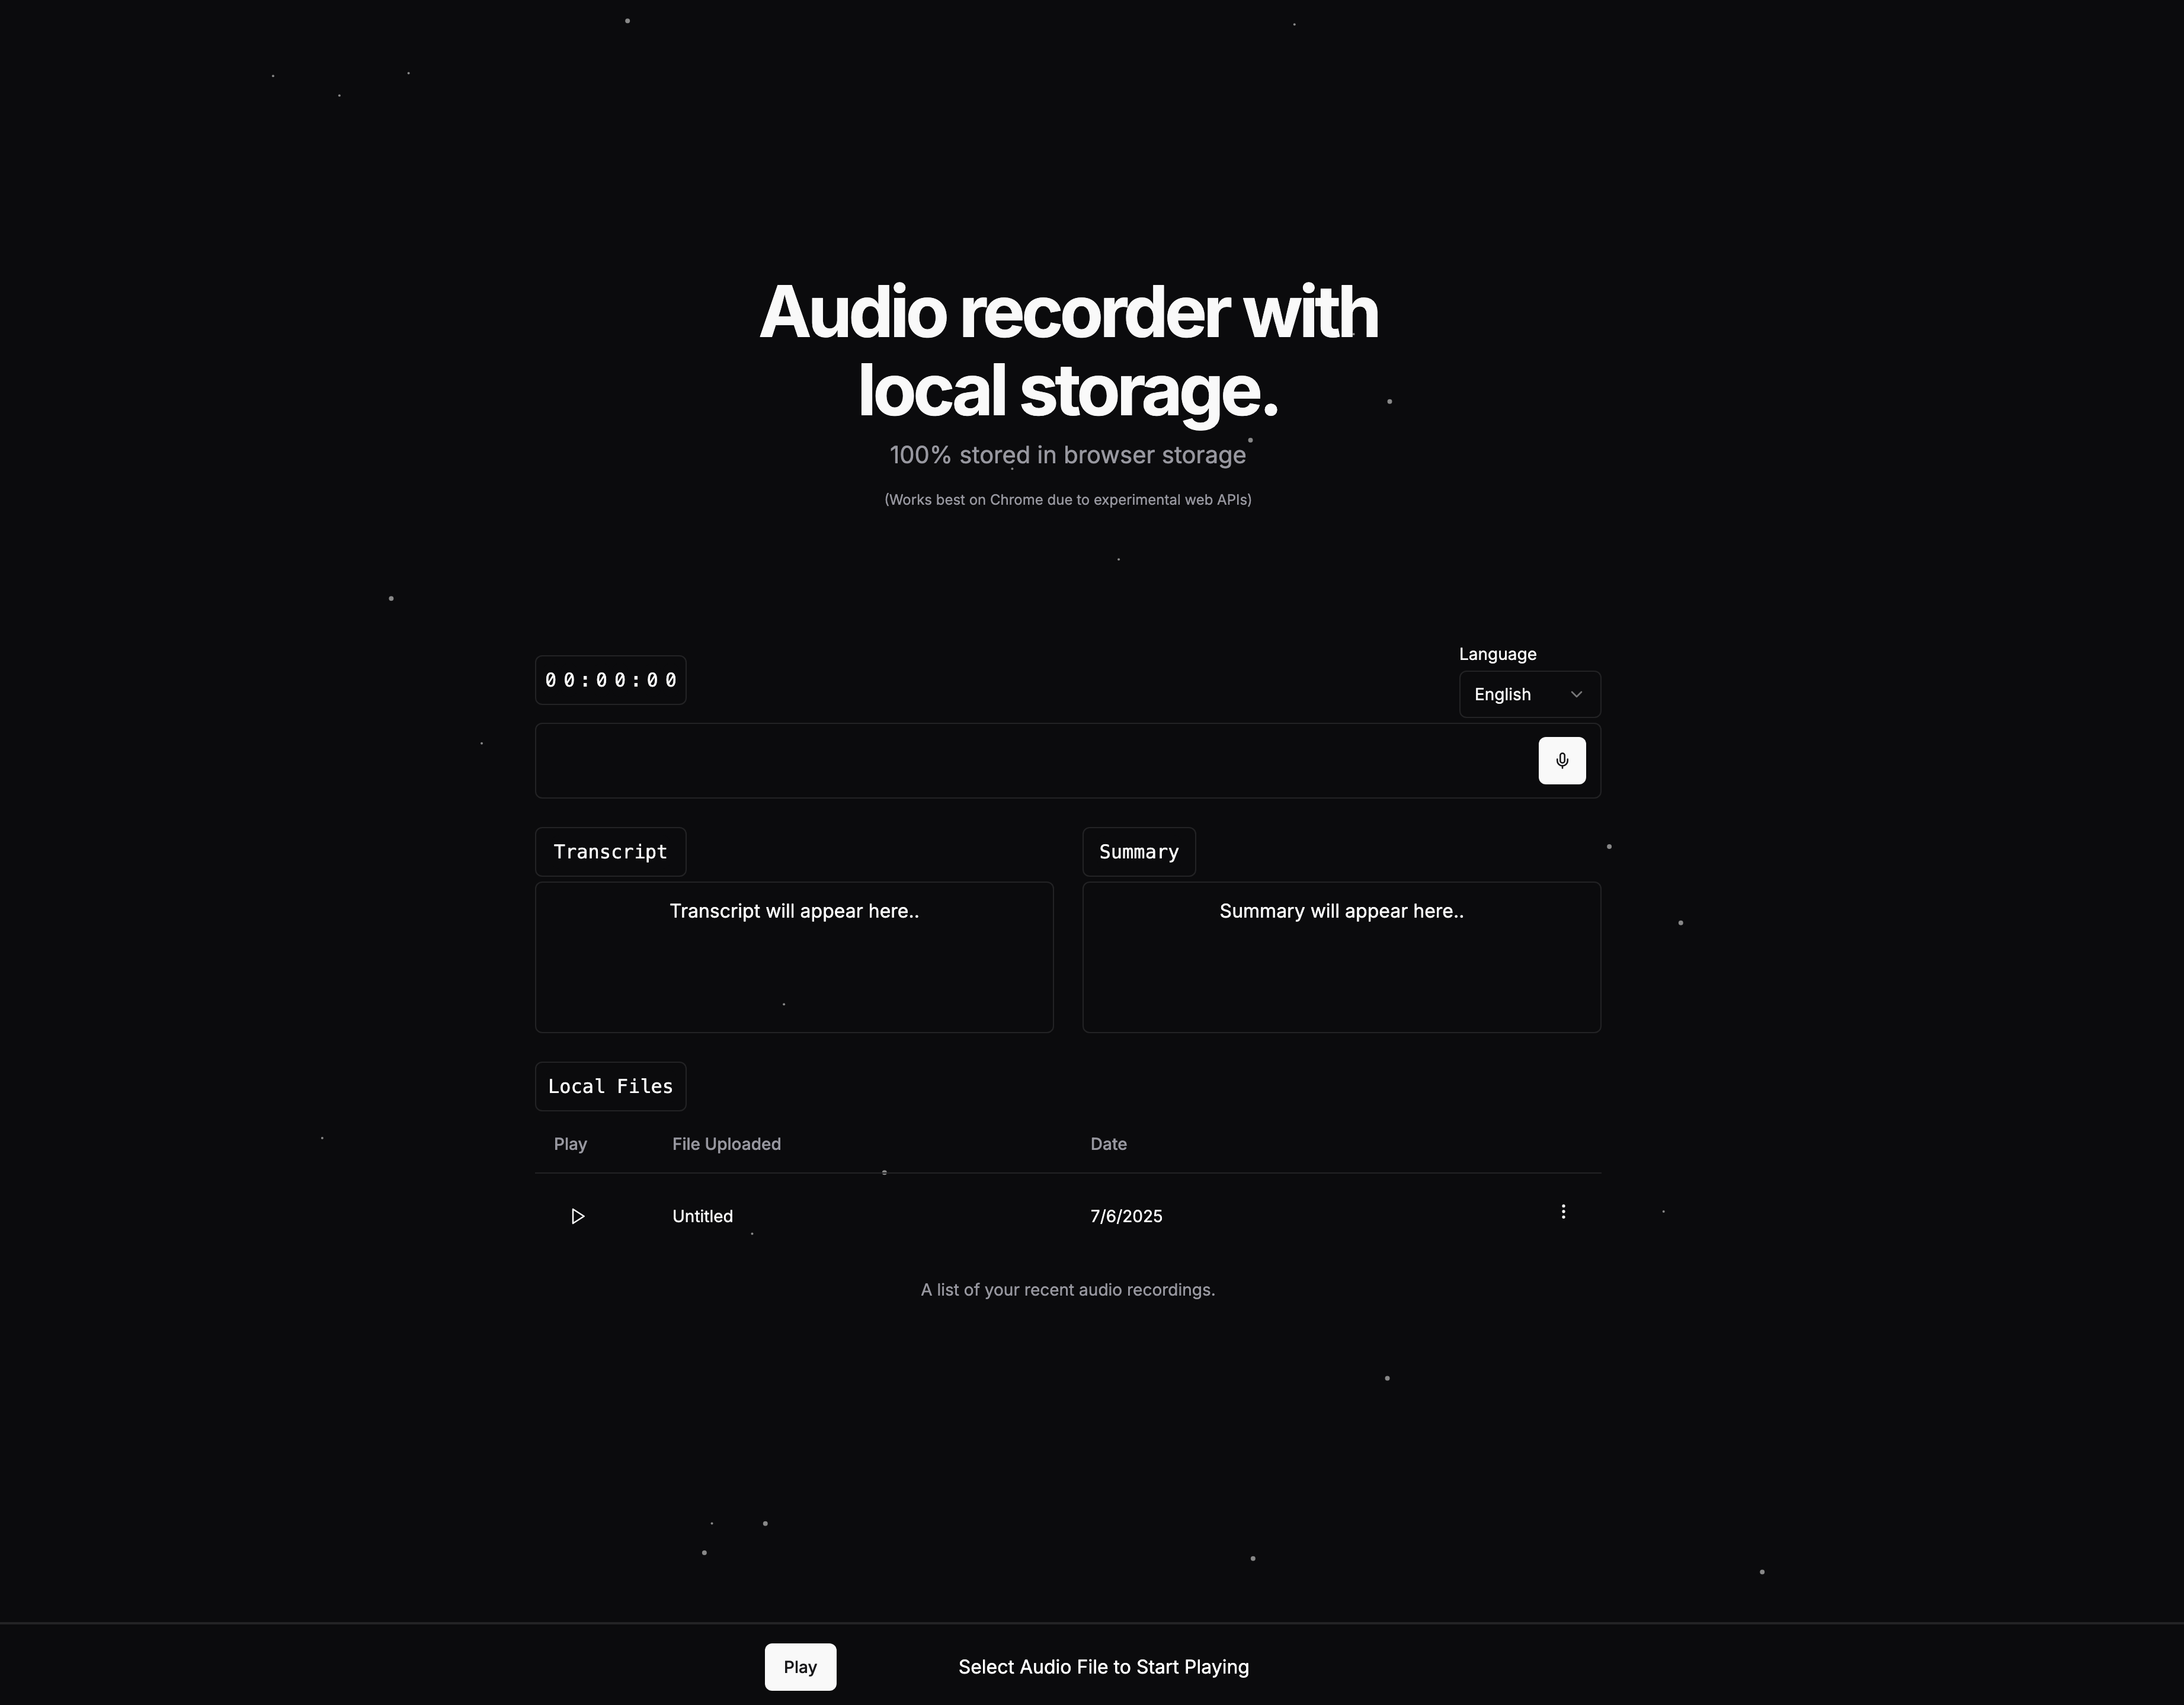 Audio recorder with
local storage.
100% stored in browser storage
(Works best on Chrome due to experimental web APIs)
Language
00:00:00
English
Transcript
Summary
Transcript will appear here..
Summary will appear here..
Local Files
Play
File Uploaded
Date
Untitled
7/6/2025
A list of your recent audio recordings.
Play
Select Audio File to Start Playing